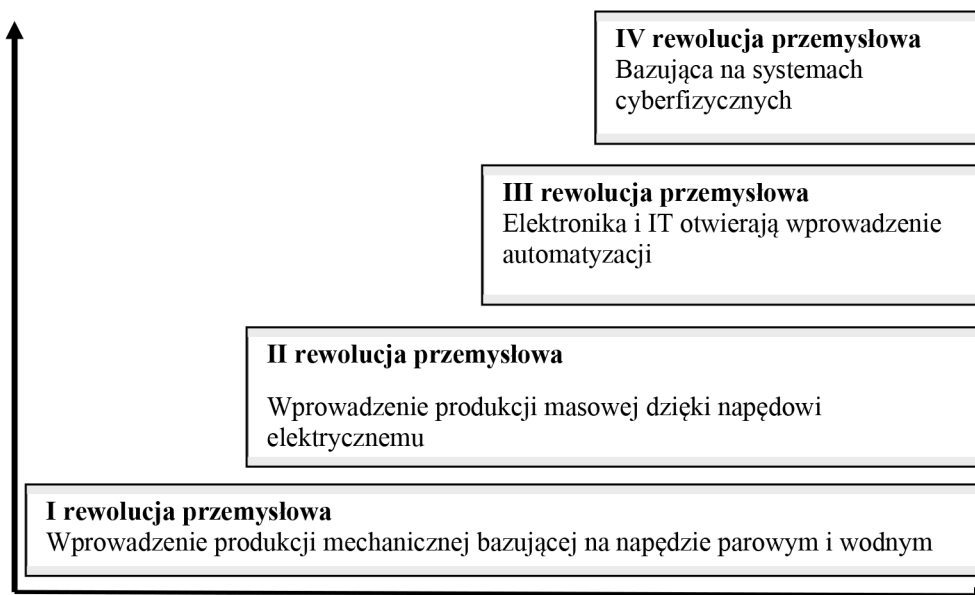 IV rewolucja przemysłowa
Bazująca na systemach
cyberfizycznych
III rewolucja przemysłowa
Elektronika i IT otwierają wprowadzenie
automatyzacji
II rewolucja przemysłowa
Wprowadzenie produkcji masowej dzięki napędowi
elektrycznemu
I rewolucja przemysłowa
Wprowadzenie produkcji mechanicznej bazującej na napędzie parowym i wodnym